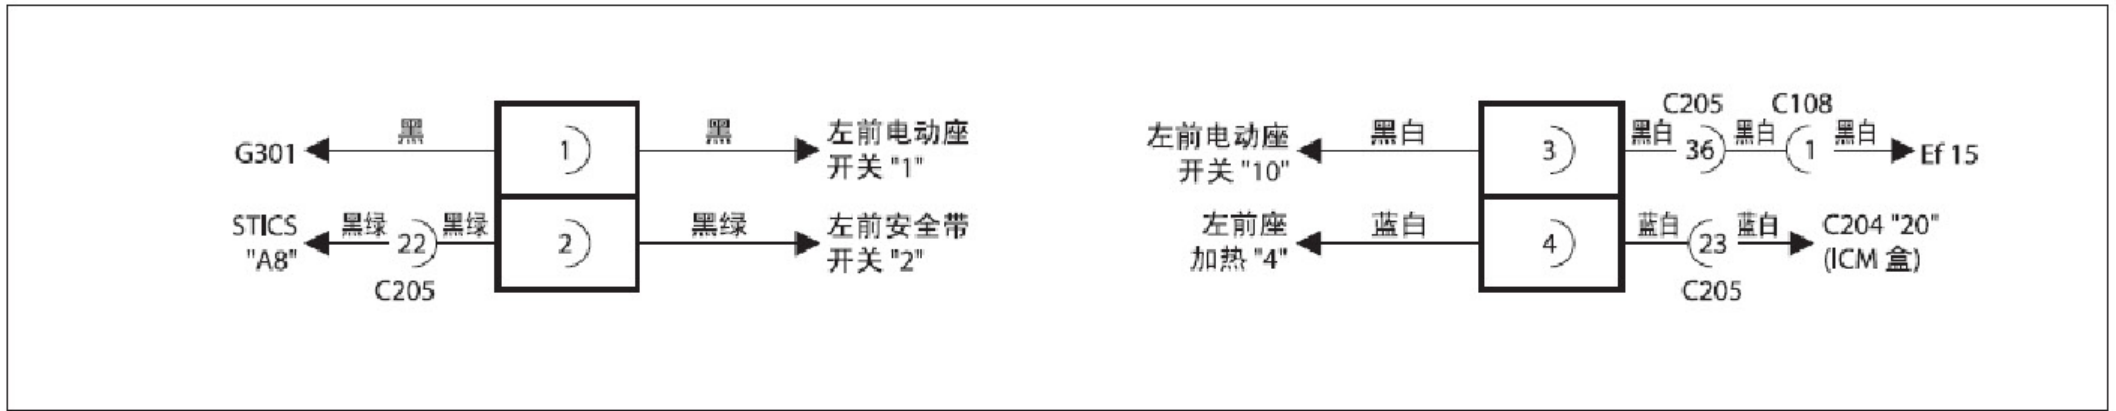 C205 C108
黑 黑 左前电动座 左前电动座 黑白 黑白 黑白 黑白
G301 1 开关 "1" 开关 "10" 3 36 1 Ef 15
STICS 黑绿 黑绿 黑绿 左前安全带 左前座 蓝白 蓝白 蓝白 C204 "20"
"A8" 22 2 开关 "2" 加热 "4" 4 23 (ICM 盒)
C205 C205